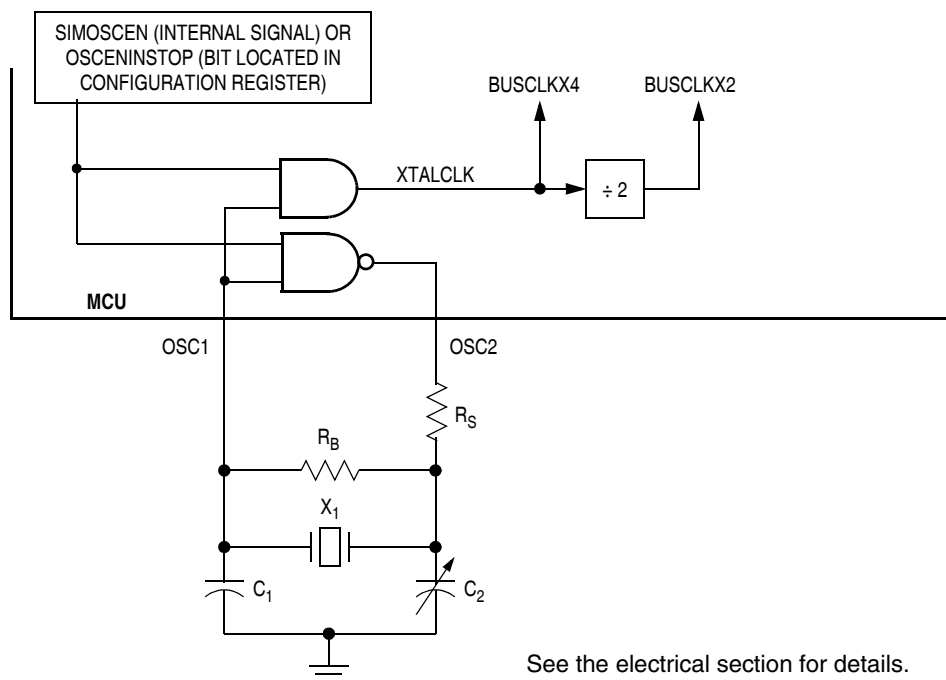 SIMOSCEN (INTERNAL SIGNAL) OR
OSCENINSTOP (BIT LOCATED IN
CONFIGURATION REGISTER)
BUSCLKX4
BUSCLKX2
XTALCLK
÷ 2
MCU
OSC1
OSC2
RS
RB
X1
C1
C2
See the electrical section for details.